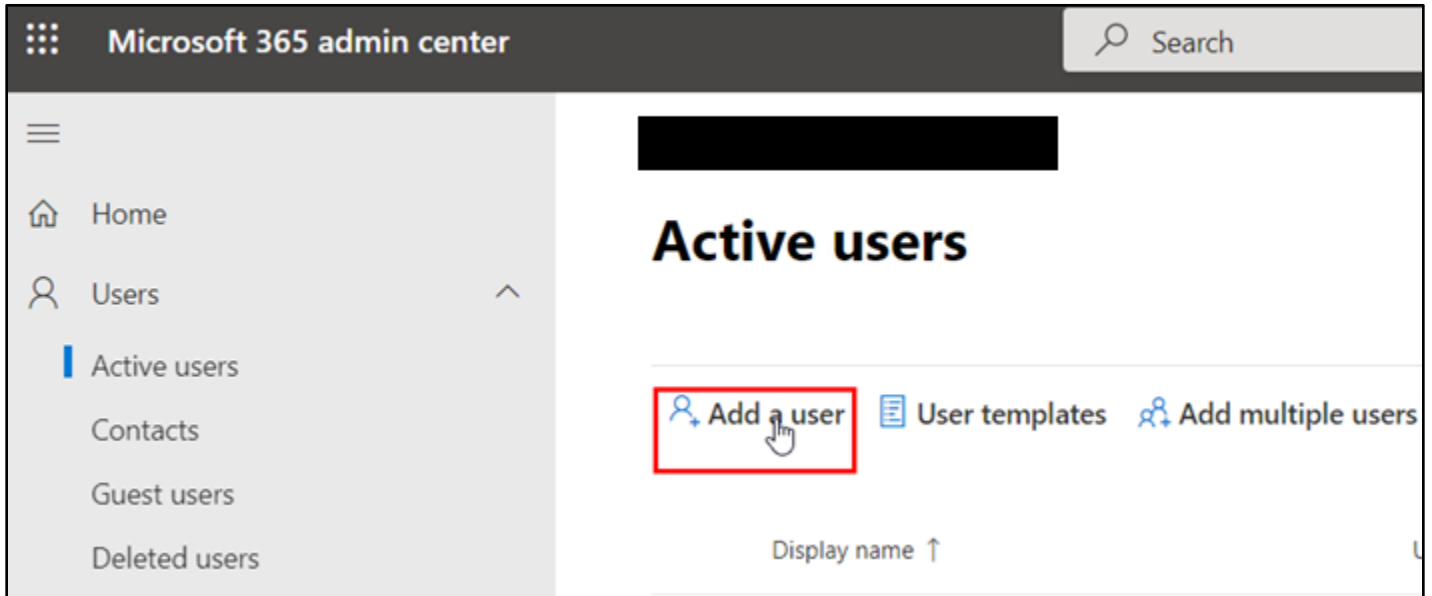 Microsoft 365 admin center
Search
Home
Users
Active users
Contacts
Guest users
Deleted users
Active users
Add a user User templates Add multiple users
Display name ↑